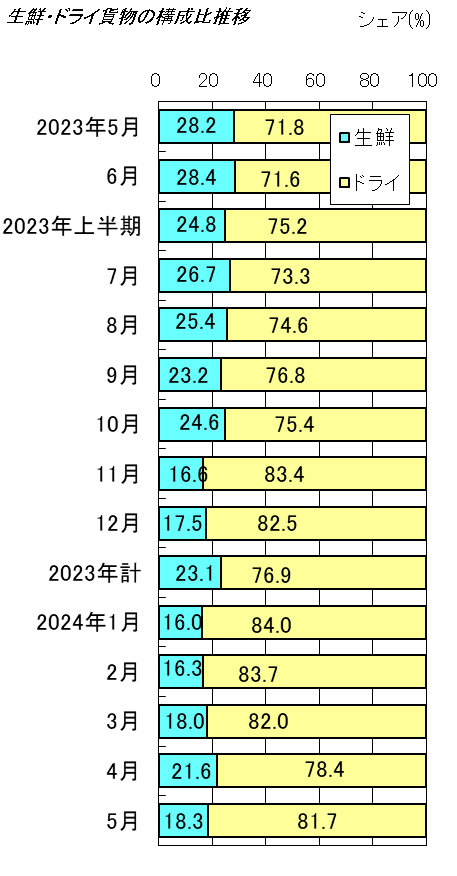 生鮮・ドライ貨物の構成比推移
シェア(%)
0 20 40 60 80 100
2023年5月 28.2 71.8
生鮮
6月 28.4 71.6
ドライ
2023年上半期 24.8 75.2
7月 26.7 73.3
8月 25.4 74.6
9月 23.2 76.8
10月 24.6 75.4
11月 16.6 83.4
12月 17.5 82.5
2023年計 23.1 76.9
2024年1月 16.0 84.0
2月 16.3 83.7
3月 18.0 82.0
4月 21.6 78.4
5月 18.3 81.7